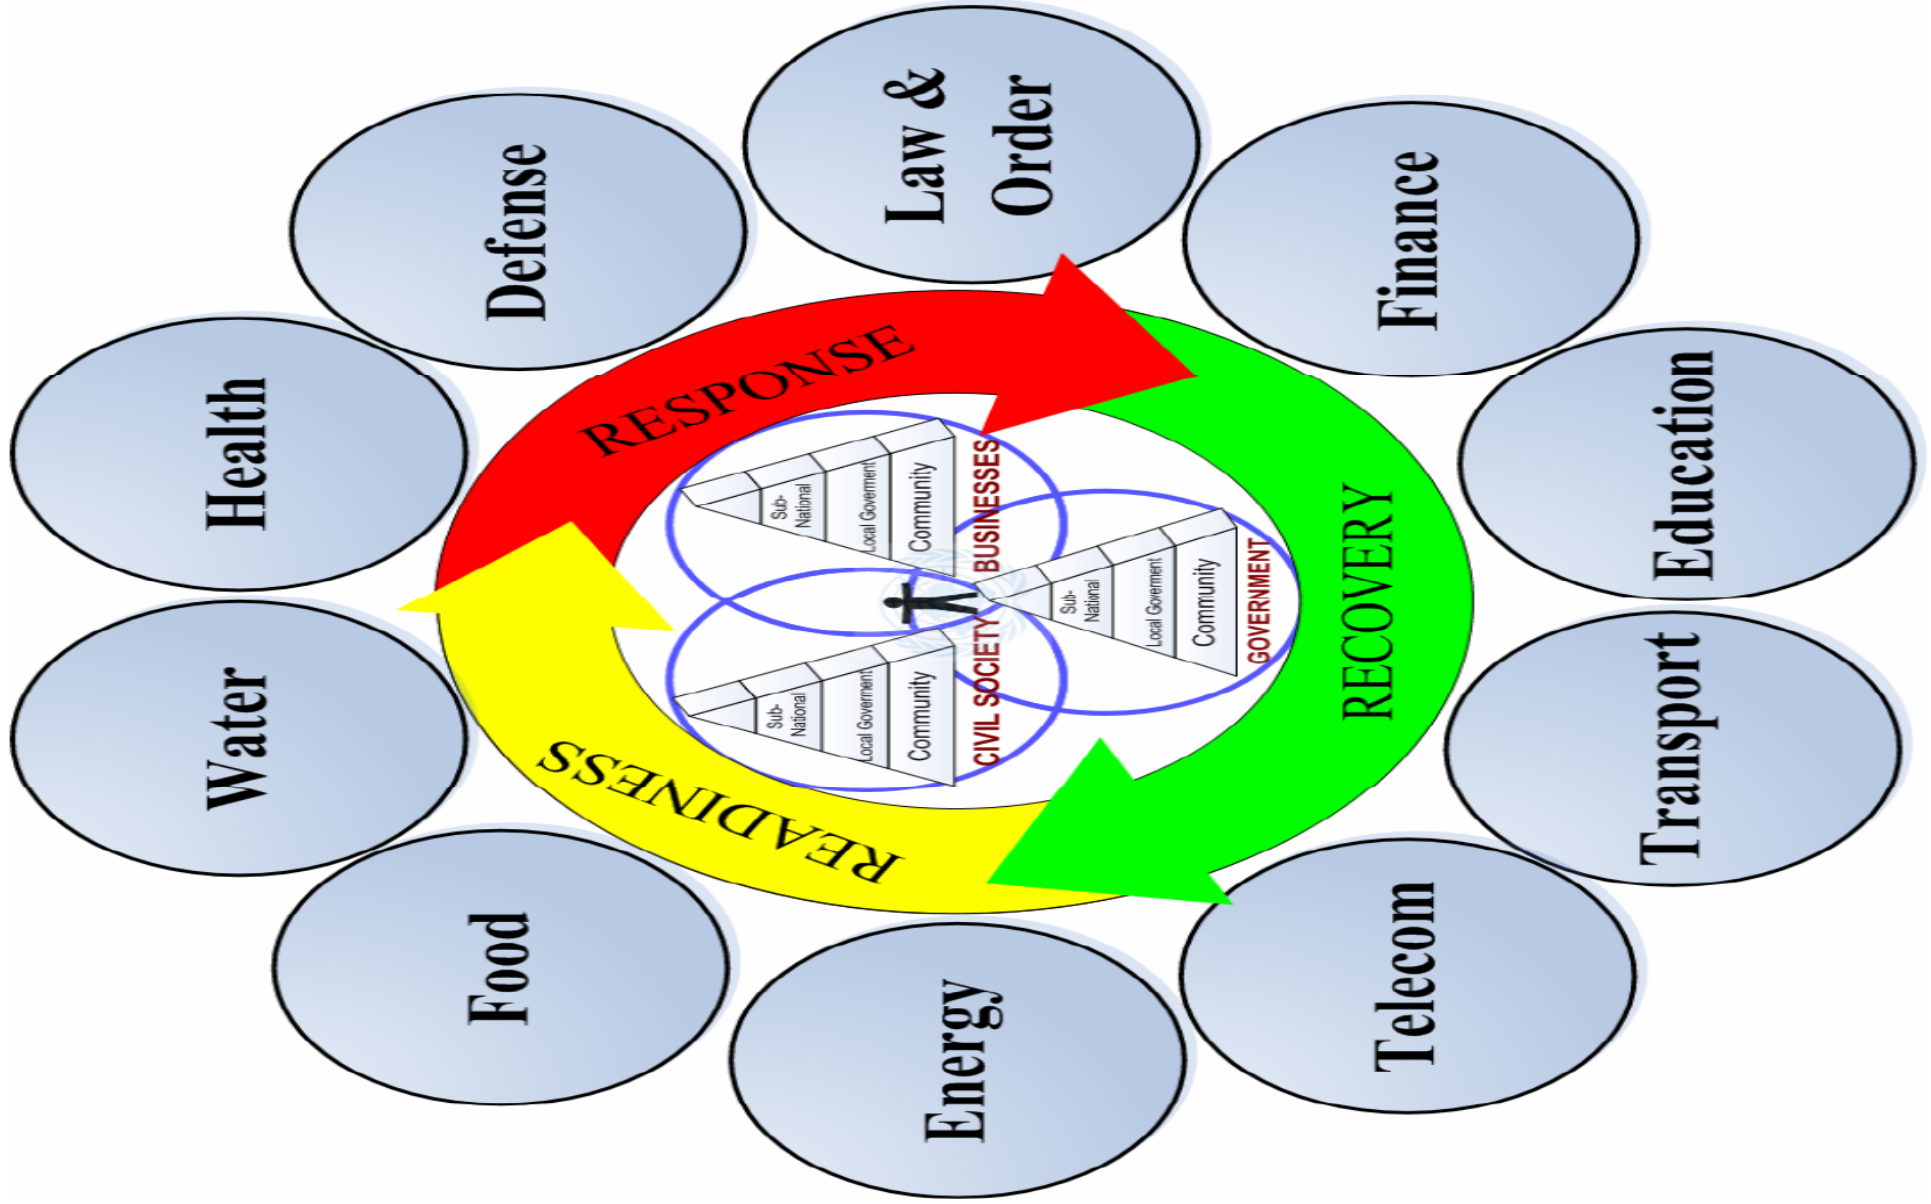 Water
Health
Food
Defense
READINESS
RESPONSE
Energy
Law &
Order
Sub-
National
Local Goverment
Community
CIVIL SOCIETY
Sub-
National
Local Goverment
Community
BUSINESSES
Sub-
National
Local Goverment
Community
GOVERNMENT
RECOVERY
Telecom
Finance
Transport
Education